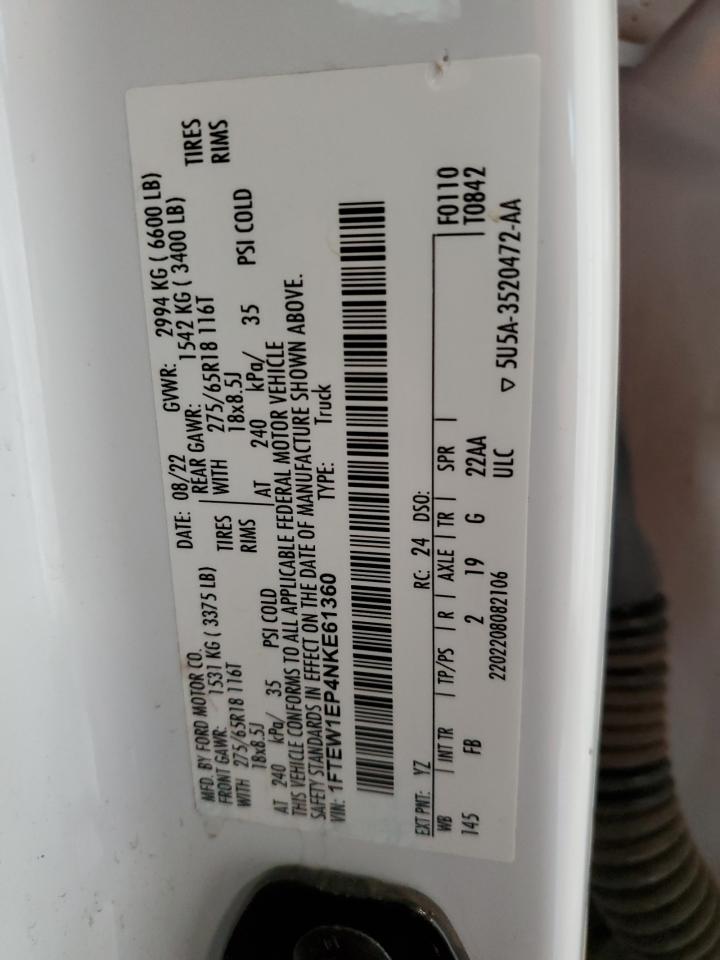 MFD. BY FORD MOTOR CO.
DATE: 08/22 GVWR: 2994 KG ( 6600 LB)
FRONT GAWR: 1531 KG ( 3375 LB) REAR GAWR: 1542 KG ( 3400 LB)
WITH 275/65R18 116T TIRES WITH 275/65R18 116T TIRES
18x8.5J RIMS 18x8.5J RIMS
AT 240 kPa/ 35 PSI COLD AT 240 kPa/ 35 PSI COLD
THIS VEHICLE CONFORMS TO ALL APPLICABLE FEDERAL MOTOR VEHICLE
SAFETY STANDARDS IN EFFECT ON THE DATE OF MANUFACTURE SHOWN ABOVE.
VIN: 1FTEW1EP4NKE61360 TYPE: Truck
EXT PNT: YZ RC: 24 DSO: F0110
WB INT TR TP/PS R AXLE TR SPR T0842
145 FB 2 19 G 22AA
2202208082106 ULC ▽ 5U5A-3520472-AA